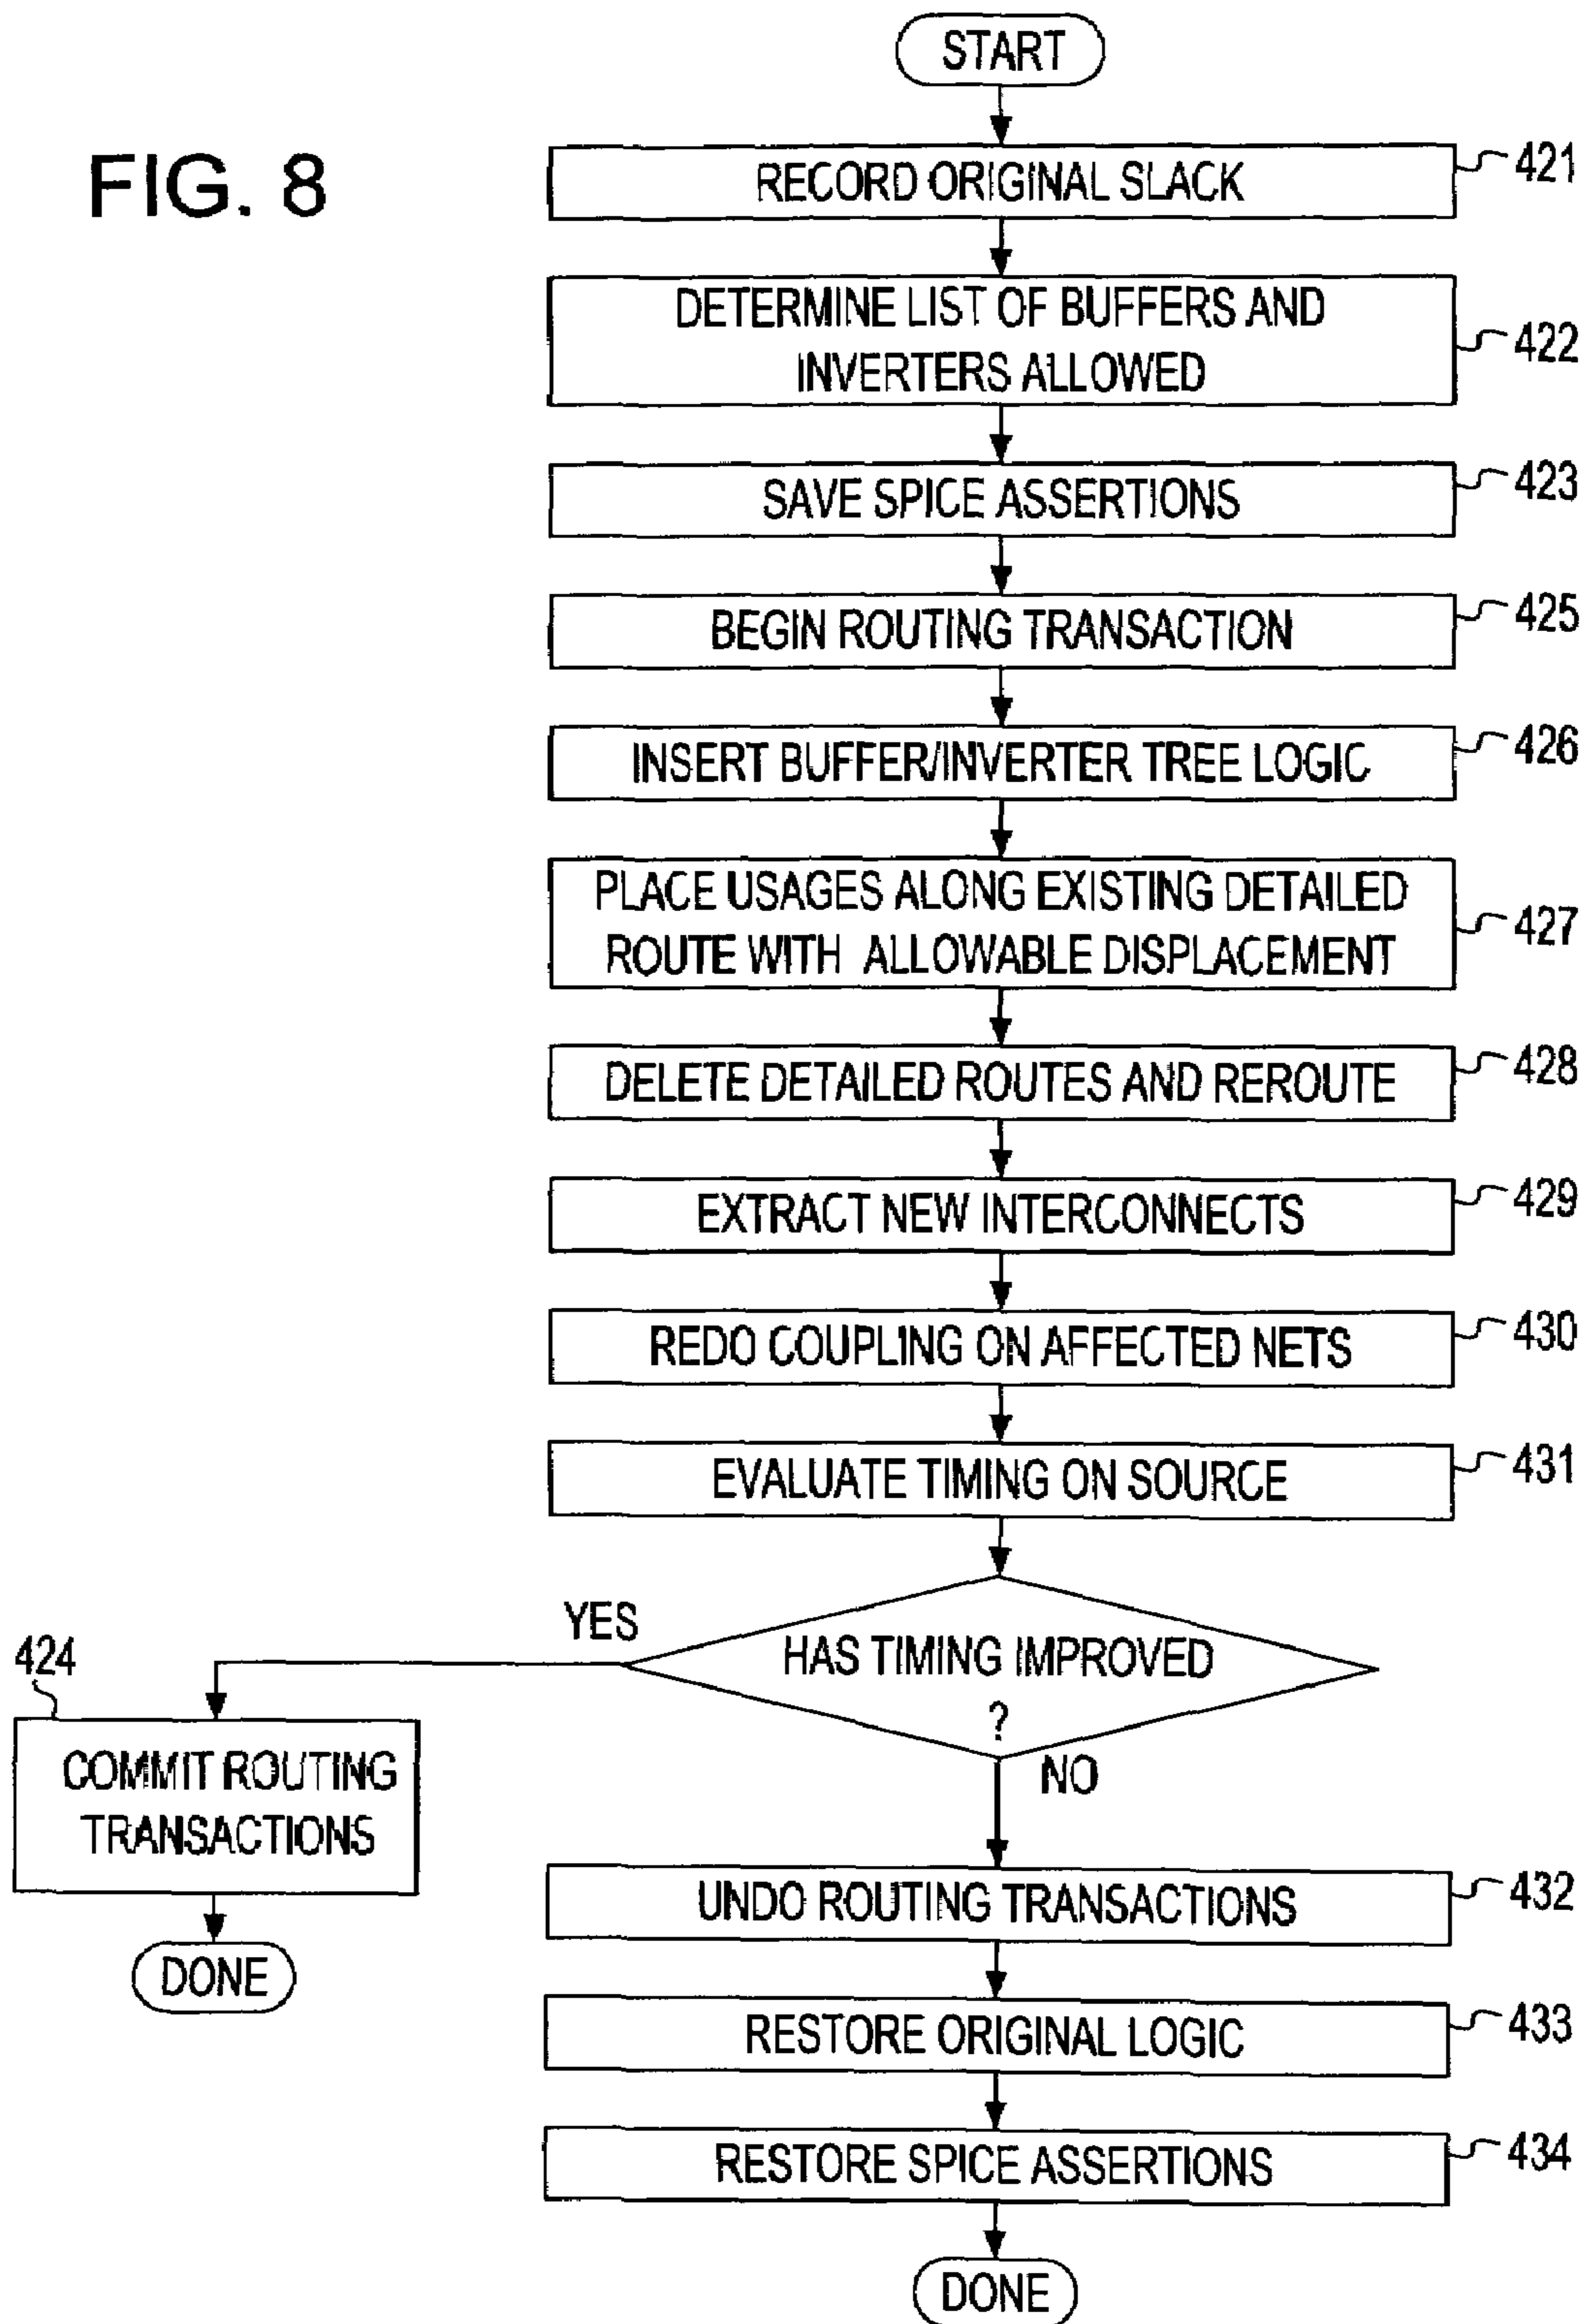 FIG. 8
START
RECORD ORIGINAL SLACK
421
DETERMINE LIST OF BUFFERS AND
INVERTERS ALLOWED
422
SAVE SPICE ASSERTIONS
423
BEGIN ROUTING TRANSACTION
425
INSERT BUFFER/INVERTER TREE LOGIC
426
PLACE USAGES ALONG EXISTING DETAILED
ROUTE WITH ALLOWABLE DISPLACEMENT
427
DELETE DETAILED ROUTES AND REROUTE
428
EXTRACT NEW INTERCONNECTS
429
REDO COUPLING ON AFFECTED NETS
430
EVALUATE TIMING ON SOURCE
431
HAS TIMING IMPROVED
?
YES
424
COMMIT ROUTING
TRANSACTIONS
DONE
NO
UNDO ROUTING TRANSACTIONS
432
RESTORE ORIGINAL LOGIC
433
RESTORE SPICE ASSERTIONS
434
DONE